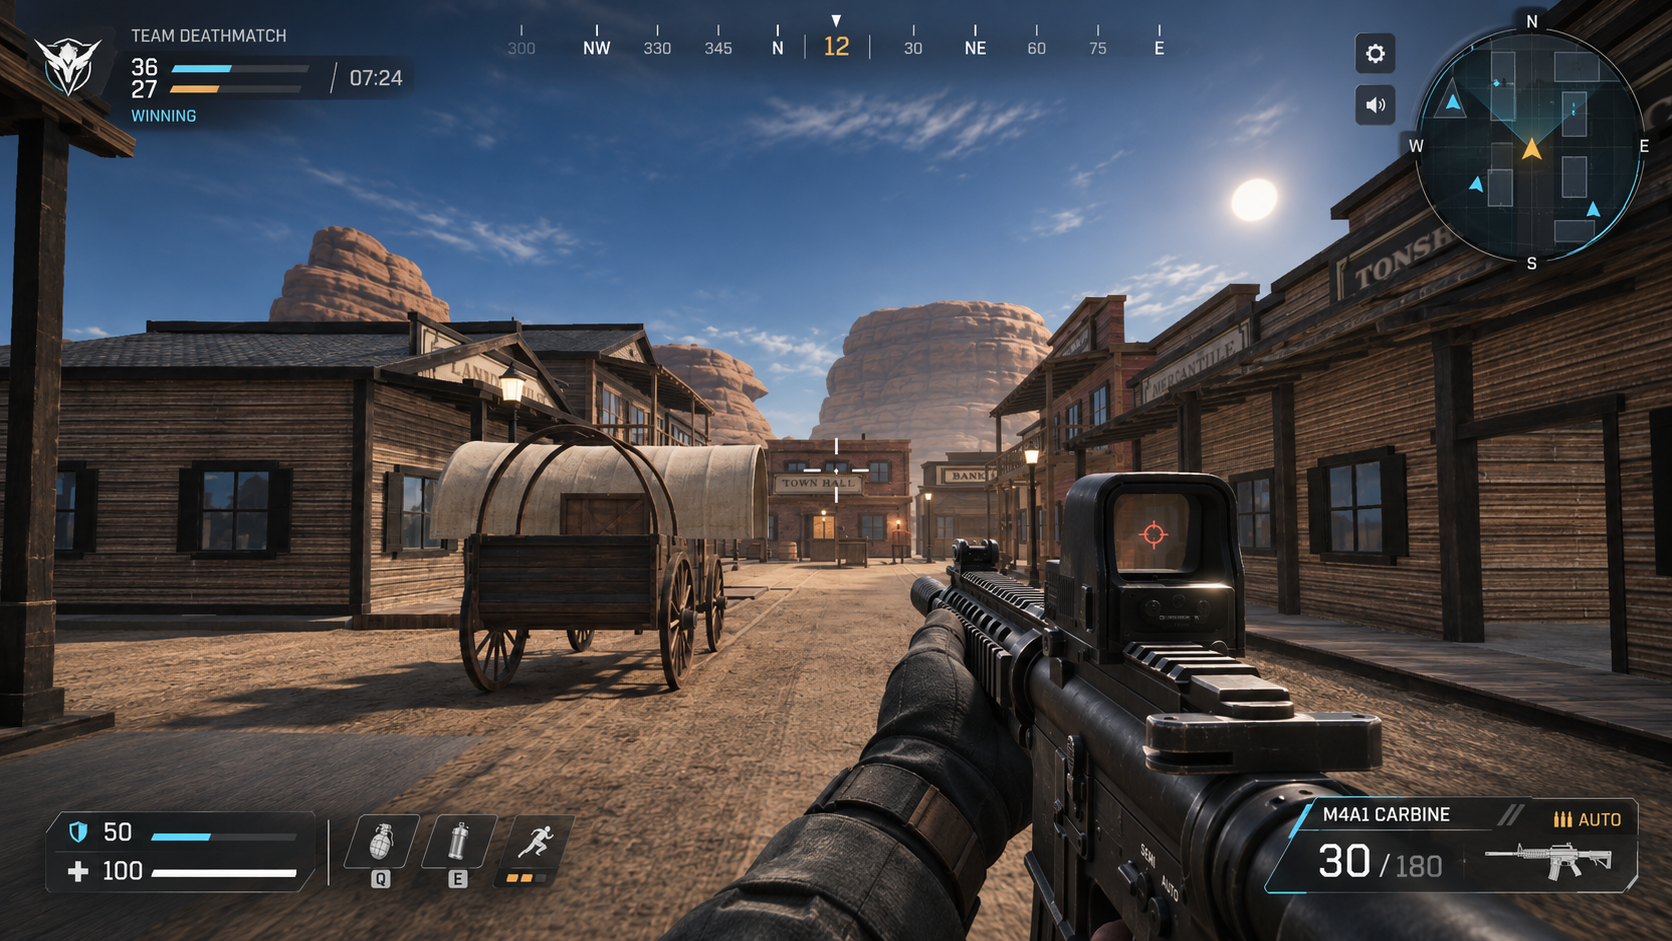 TEAM DEATHMATCH
36
27
07:24
WINNING
300 NW 330 345 N 12 30 NE 60 75 E
N
W
E
S
TOWN HALL
BANK
MERCANTILE
50
100
Q
E
SEMI
AUTO
M4A1 CARBINE
AUTO
30 / 180